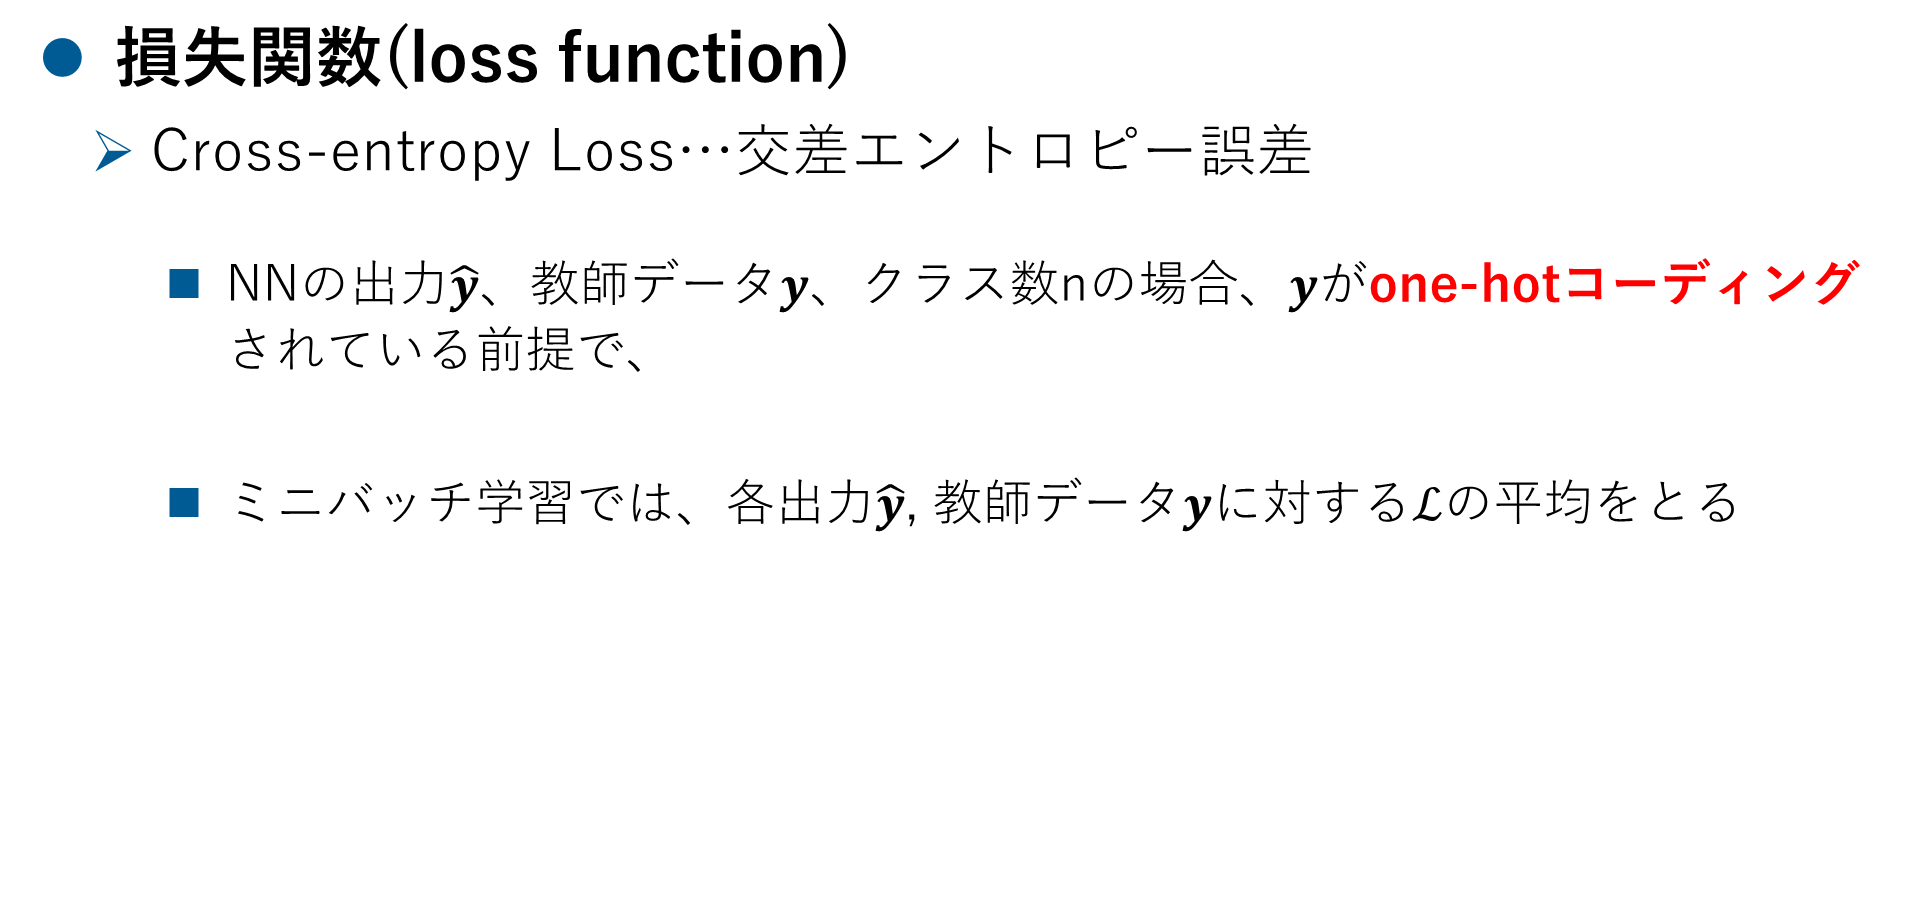 ● 損失関数(loss function)
➢ Cross-entropy Loss…交差エントロピー誤差
■ NNの出力ŷ、教師データy、クラス数nの場合、yがone-hotコーディング
されている前提で、
■ ミニバッチ学習では、各出力ŷ, 教師データyに対するℒの平均をとる